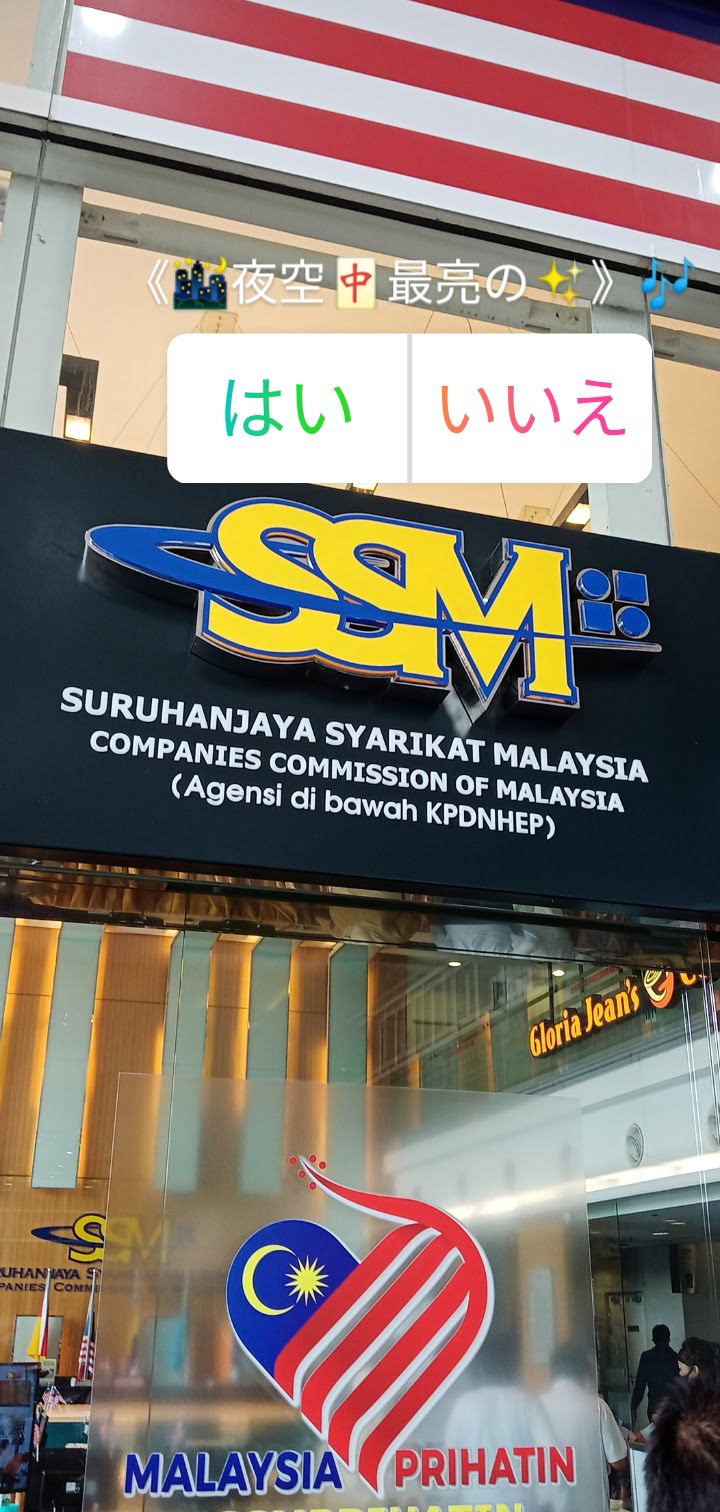 《🌃夜空🀄最亮の✨》🎶
はい
いいえ
SSM
SURUHANJAYA SYARIKAT MALAYSIA
COMPANIES COMMISSION OF MALAYSIA
(Agensi di bawah KPDNHEP)
Gloria Jean's
SSM
MALAYSIA PRIHATIN